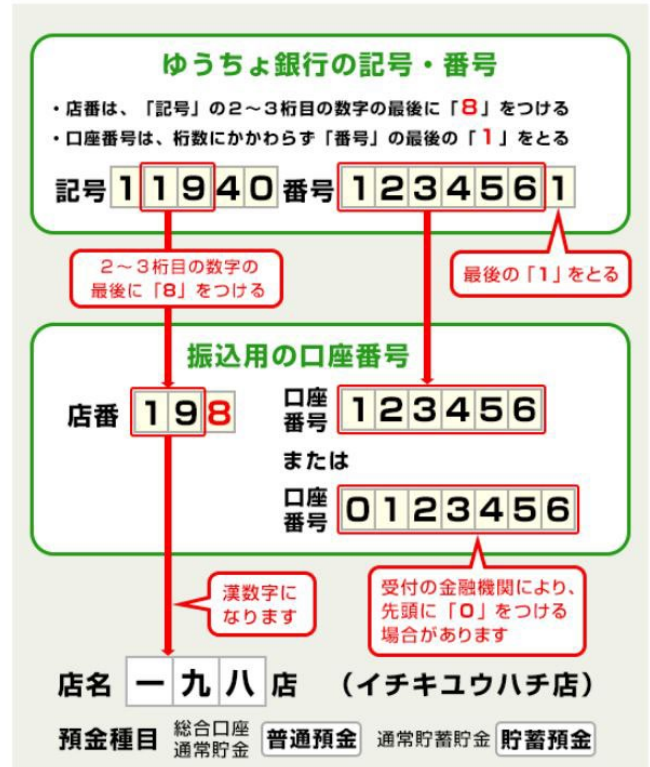 ゆうちょ銀行の記号・番号
・店番は、「記号」の2～3桁目の数字の最後に「8」をつける
・口座番号は、桁数にかかわらず「番号」の最後の「1」をとる
記号 11940 番号 1234561
2～3桁目の数字の
最後に「8」をつける
最後の「1」をとる
振込用の口座番号
店番 198
口座
番号 123456
または
口座
番号 0123456
漢数字に
なります
受付の金融機関により、
先頭に「0」をつける
場合があります
店名 一九八 店 (イチキユウハチ店)
預金種目 総合口座
通常貯金 普通預金 通常貯蓄貯金 貯蓄預金